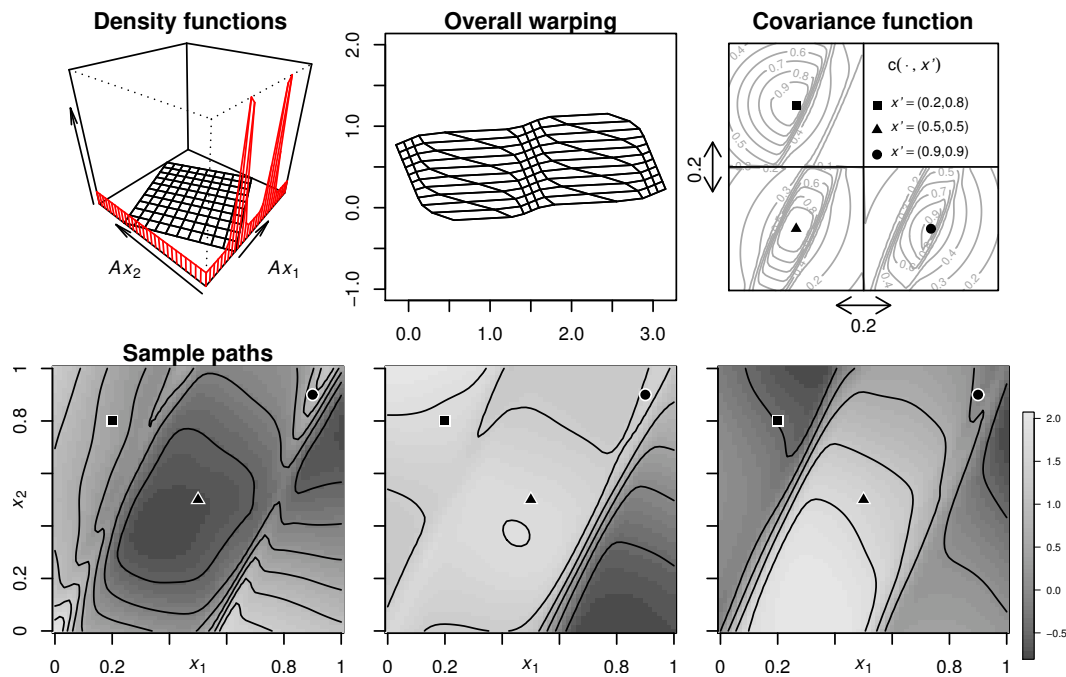 Density functions
Overall warping
Covariance function
Ax2
Ax1
2.0
1.0
0.0
−1.0
0.0 1.0 2.0 3.0
c(·, x′)
x′=(0.2,0.8)
x′=(0.5,0.5)
x′=(0.9,0.9)
0.2
0.2
Sample paths
x2
1
0.8
0.2
0
0 0.2 x1 0.8 1
0 0.2 x1 0.8 1
0 0.2 x1 0.8 1
2.0
1.5
1.0
0.5
0.0
−0.5